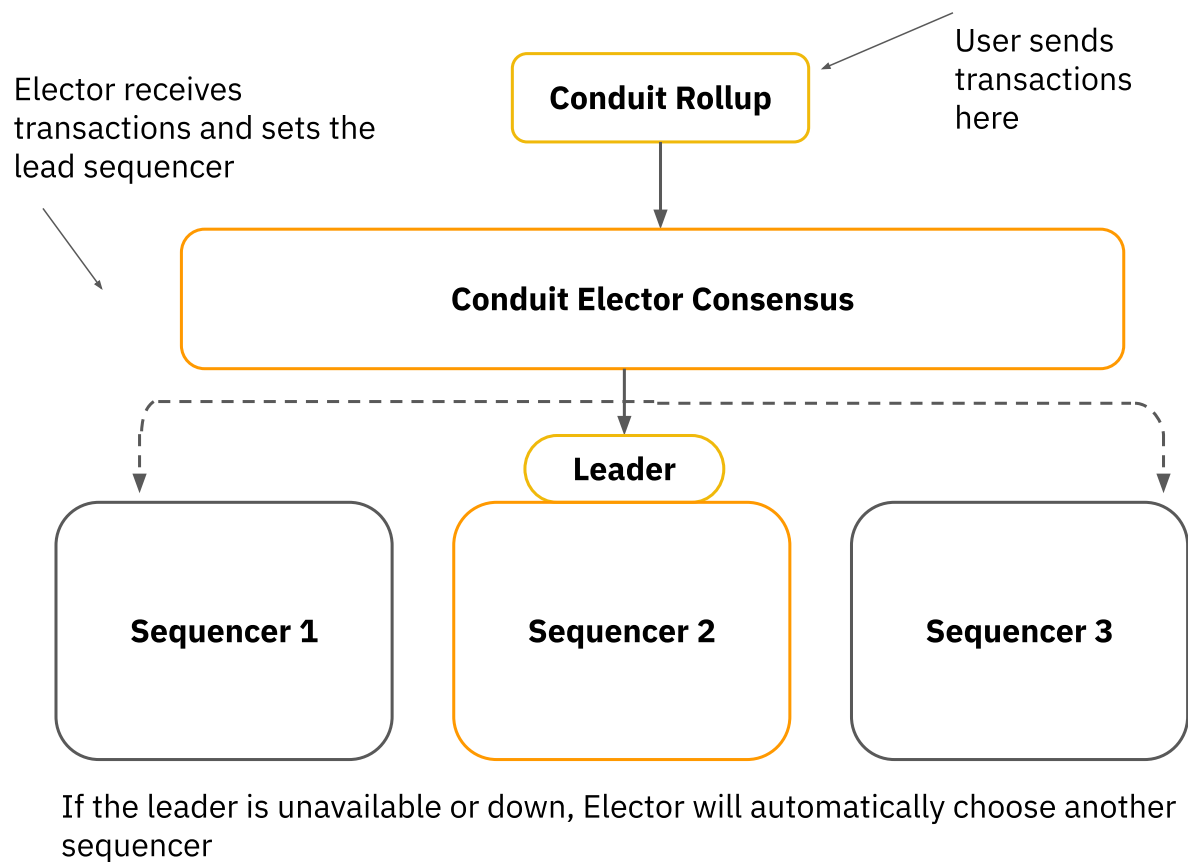 User sends
transactions
here
Conduit Rollup
Elector receives
transactions and sets the
lead sequencer
Conduit Elector Consensus
Leader
Sequencer 1
Sequencer 2
Sequencer 3
If the leader is unavailable or down, Elector will automatically choose another
sequencer